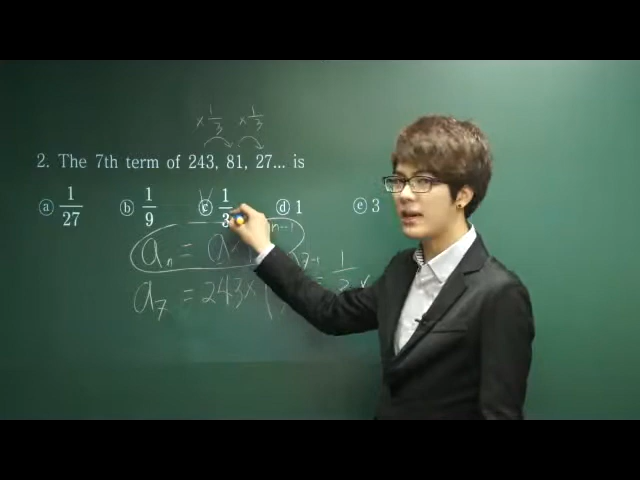 × 1/3 × 1/3
2. The 7th term of 243, 81, 27... is
ⓐ 1/27 ⓑ 1/9 ⓒ 1/3 ⓓ 1 ⓔ 3
aₙ =
a₇ = 243×